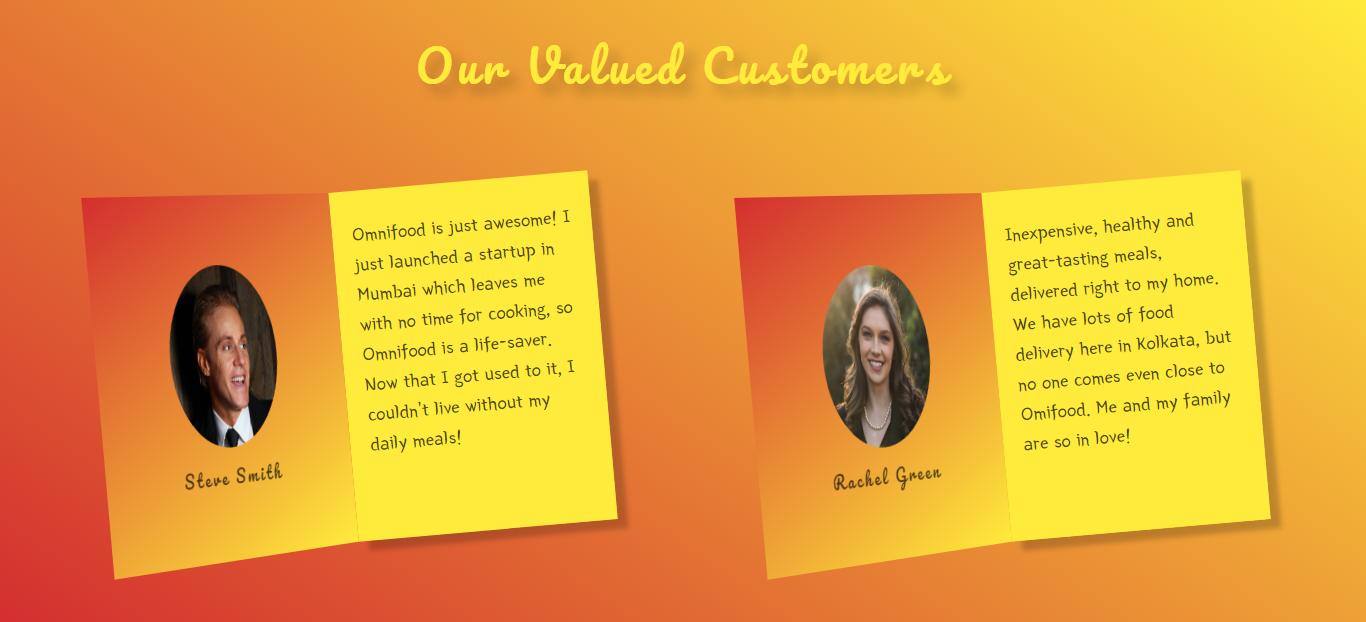 Our Valued Customers
Omnifood is just awesome! I
just launched a startup in
Mumbai which leaves me
with no time for cooking, so
Omnifood is a life-saver.
Now that I got used to it, I
couldn't live without my
daily meals!
Steve Smith
Inexpensive, healthy and
great-tasting meals,
delivered right to my home.
We have lots of food
delivery here in Kolkata, but
no one comes even close to
Omifood. Me and my family
are so in love!
Rachel Green